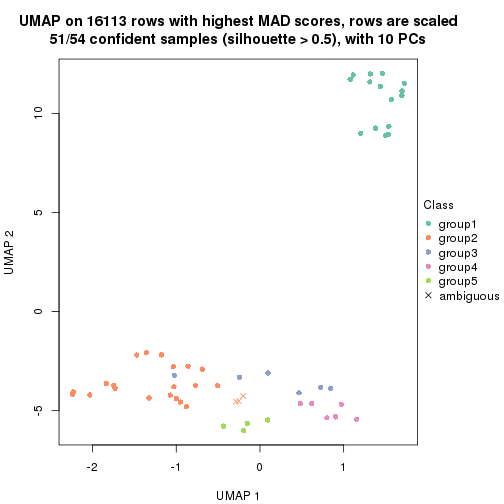 UMAP on 16113 rows with highest MAD scores, rows are scaled
51/54 confident samples (silhouette > 0.5), with 10 PCs
10
5
0
-5
UMAP 2
-2
-1
0
1
UMAP 1
Class
group1
group2
group3
group4
group5
ambiguous